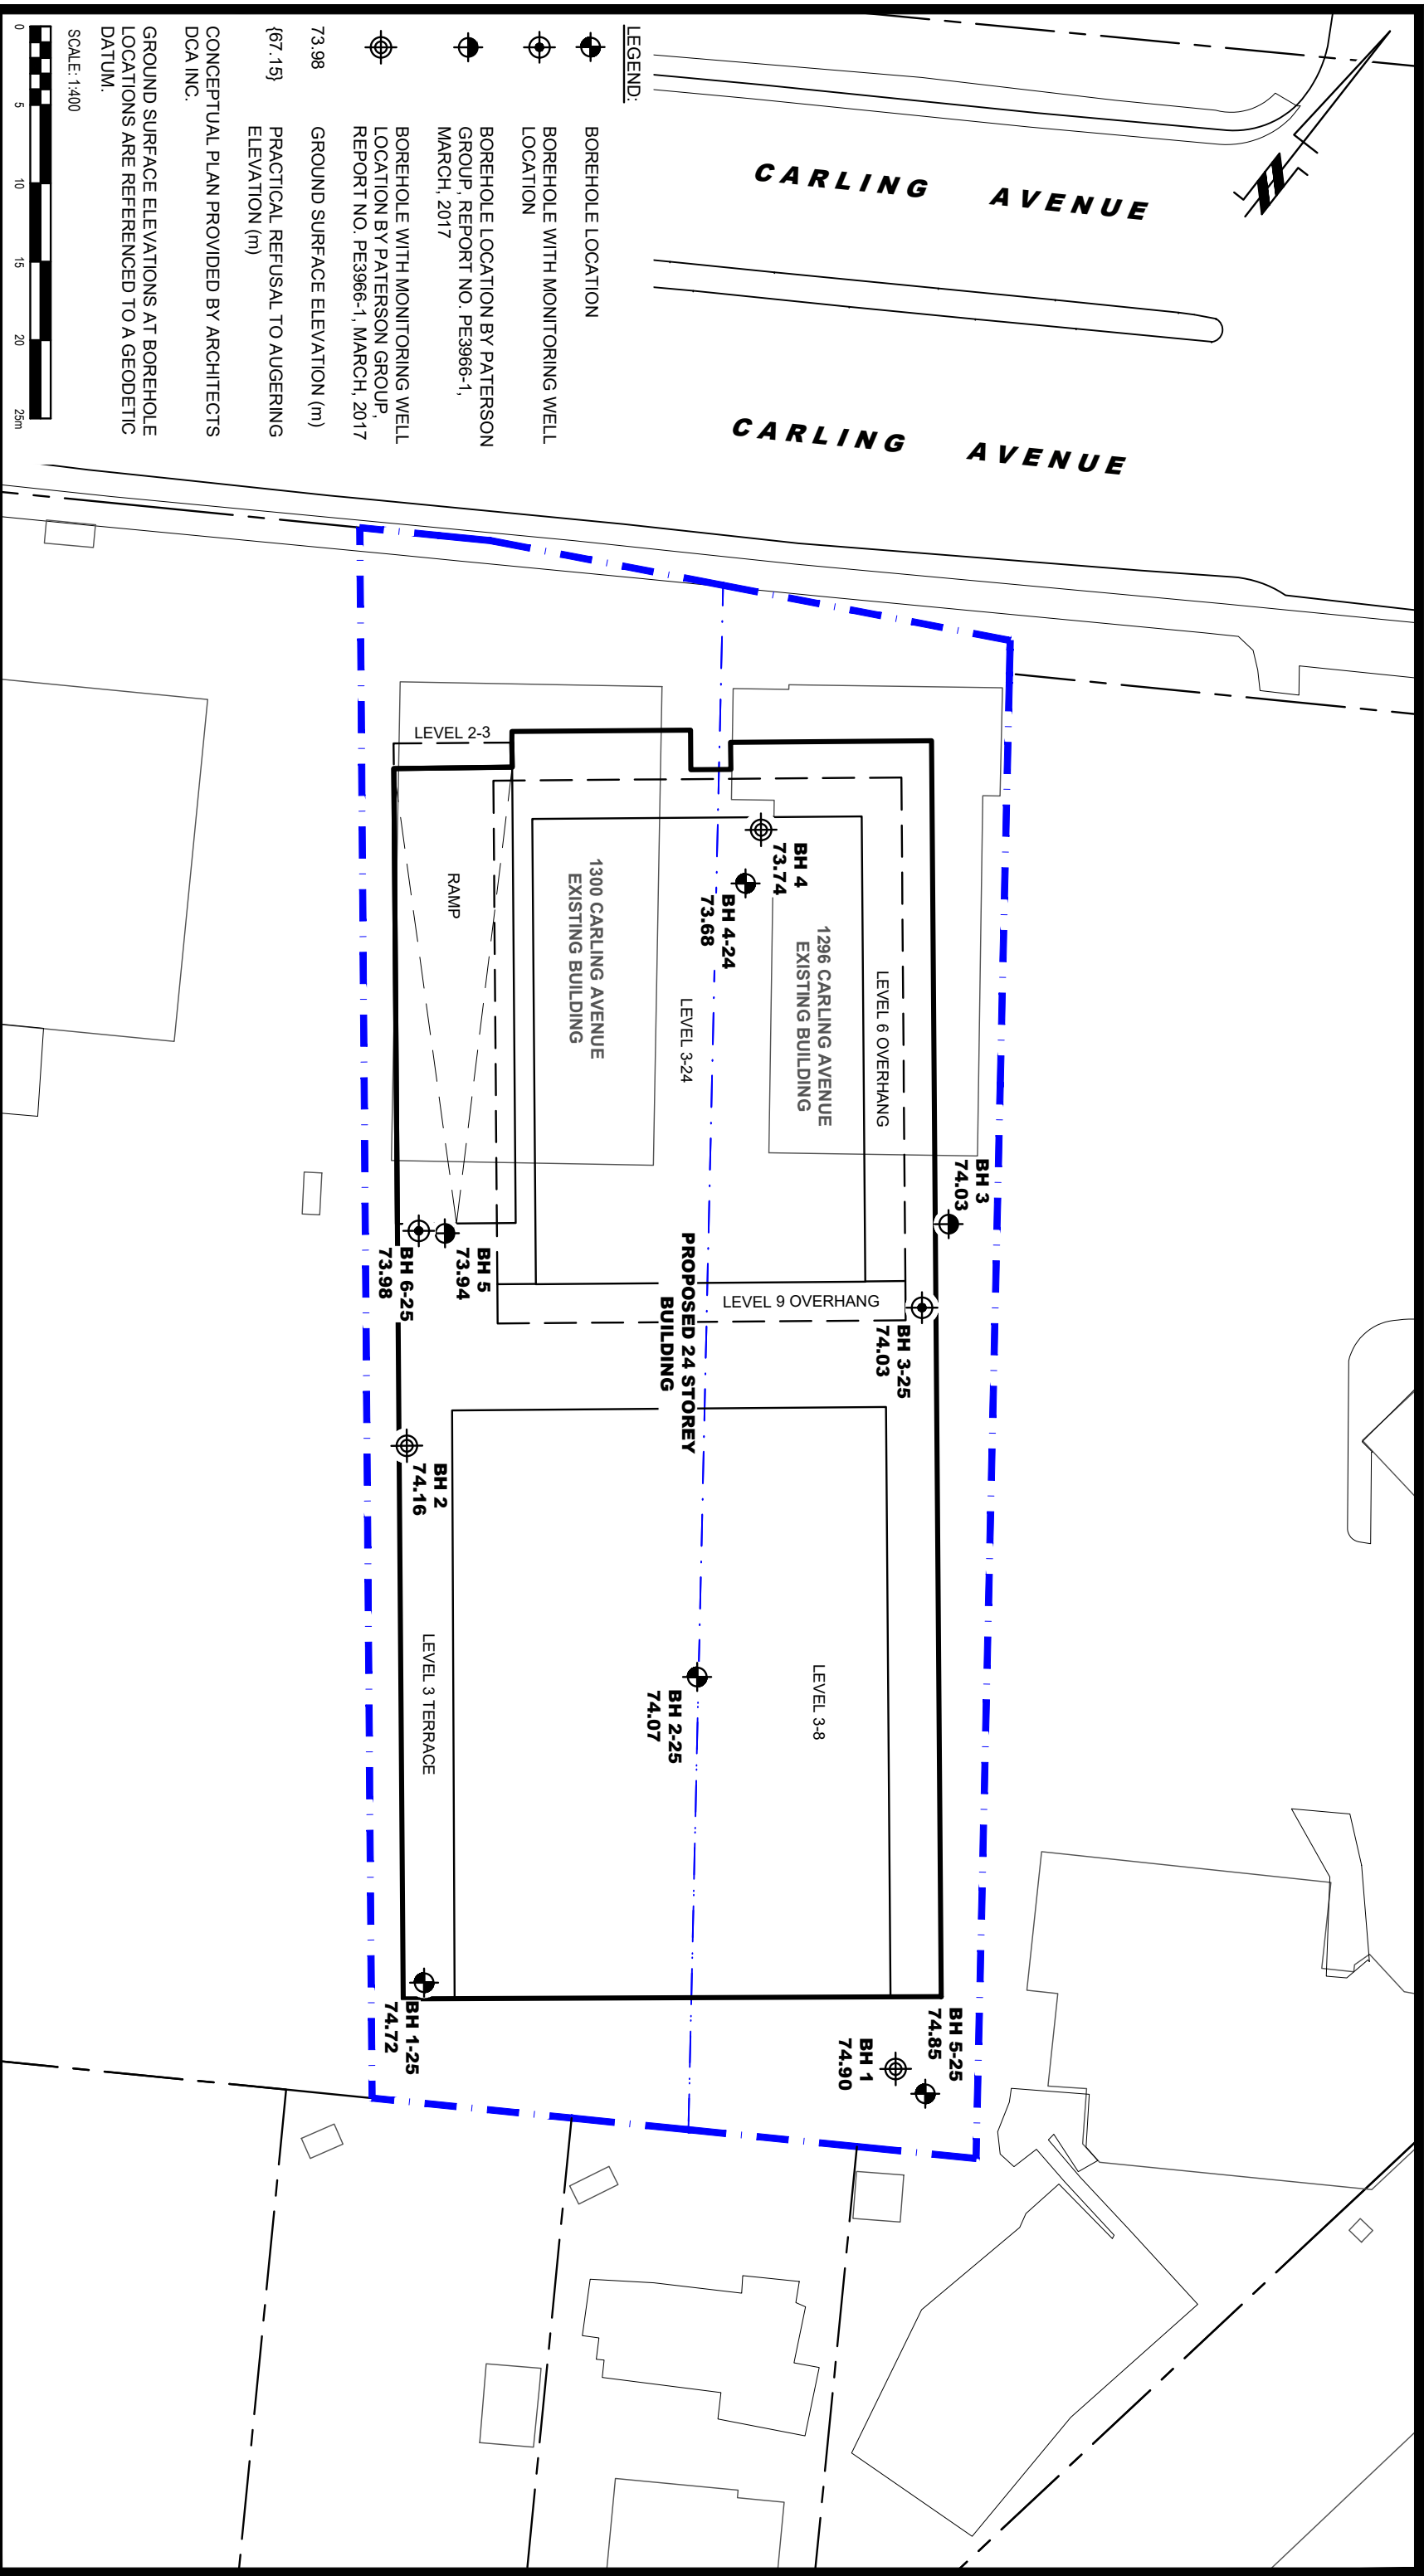 CARLING AVENUE
CARLING AVENUE
LEGEND:
BOREHOLE LOCATION
BOREHOLE WITH MONITORING WELL
LOCATION
BOREHOLE LOCATION BY PATERSON
GROUP, REPORT NO. PE3966-1,
MARCH, 2017
BOREHOLE WITH MONITORING WELL
LOCATION BY PATERSON GROUP,
REPORT NO. PE3966-1, MARCH, 2017
73.98 GROUND SURFACE ELEVATION (m)
{67.15} PRACTICAL REFUSAL TO AUGERING
ELEVATION (m)
CONCEPTUAL PLAN PROVIDED BY ARCHITECTS
DCA INC.
GROUND SURFACE ELEVATIONS AT BOREHOLE
LOCATIONS ARE REFERENCED TO A GEODETIC
DATUM.
SCALE: 1:400
0 5 10 15 20 25m
LEVEL 2-3
RAMP
1300 CARLING AVENUE
EXISTING BUILDING
BH 4
73.74
BH 4-24
73.68
1296 CARLING AVENUE
EXISTING BUILDING
LEVEL 6 OVERHANG
LEVEL 3-24
BH 3
74.03
BH 5
73.94
BH 6-25
73.98
PROPOSED 24 STOREY
BUILDING
LEVEL 9 OVERHANG
BH 3-25
74.03
BH 2
74.16
LEVEL 3 TERRACE
BH 2-25
74.07
LEVEL 3-8
BH 1-25
74.72
BH 1
74.90
BH 5-25
74.85